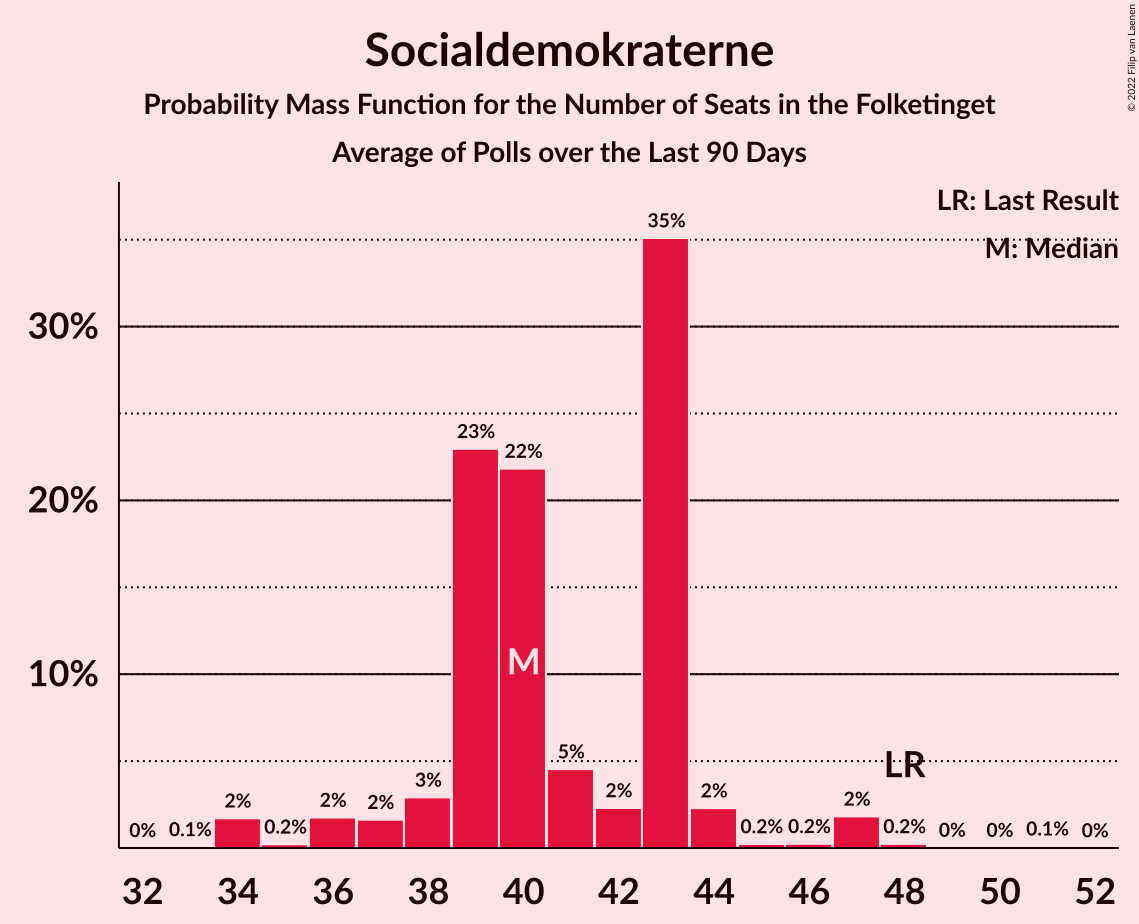 Socialdemokraterne
Probability Mass Function for the Number of Seats in the Folketinget
Average of Polls over the Last 90 Days
© 2022 Filip van Laenen
LR: Last Result
M: Median
30%
20%
10%
0%
0.1%
2%
0.2%
2%
2%
3%
23%
22%
5%
2%
35%
2%
0.2%
0.2%
2%
0.2%
0%
0%
0.1%
0%
M
LR
32 34 36 38 40 42 44 46 48 50 52